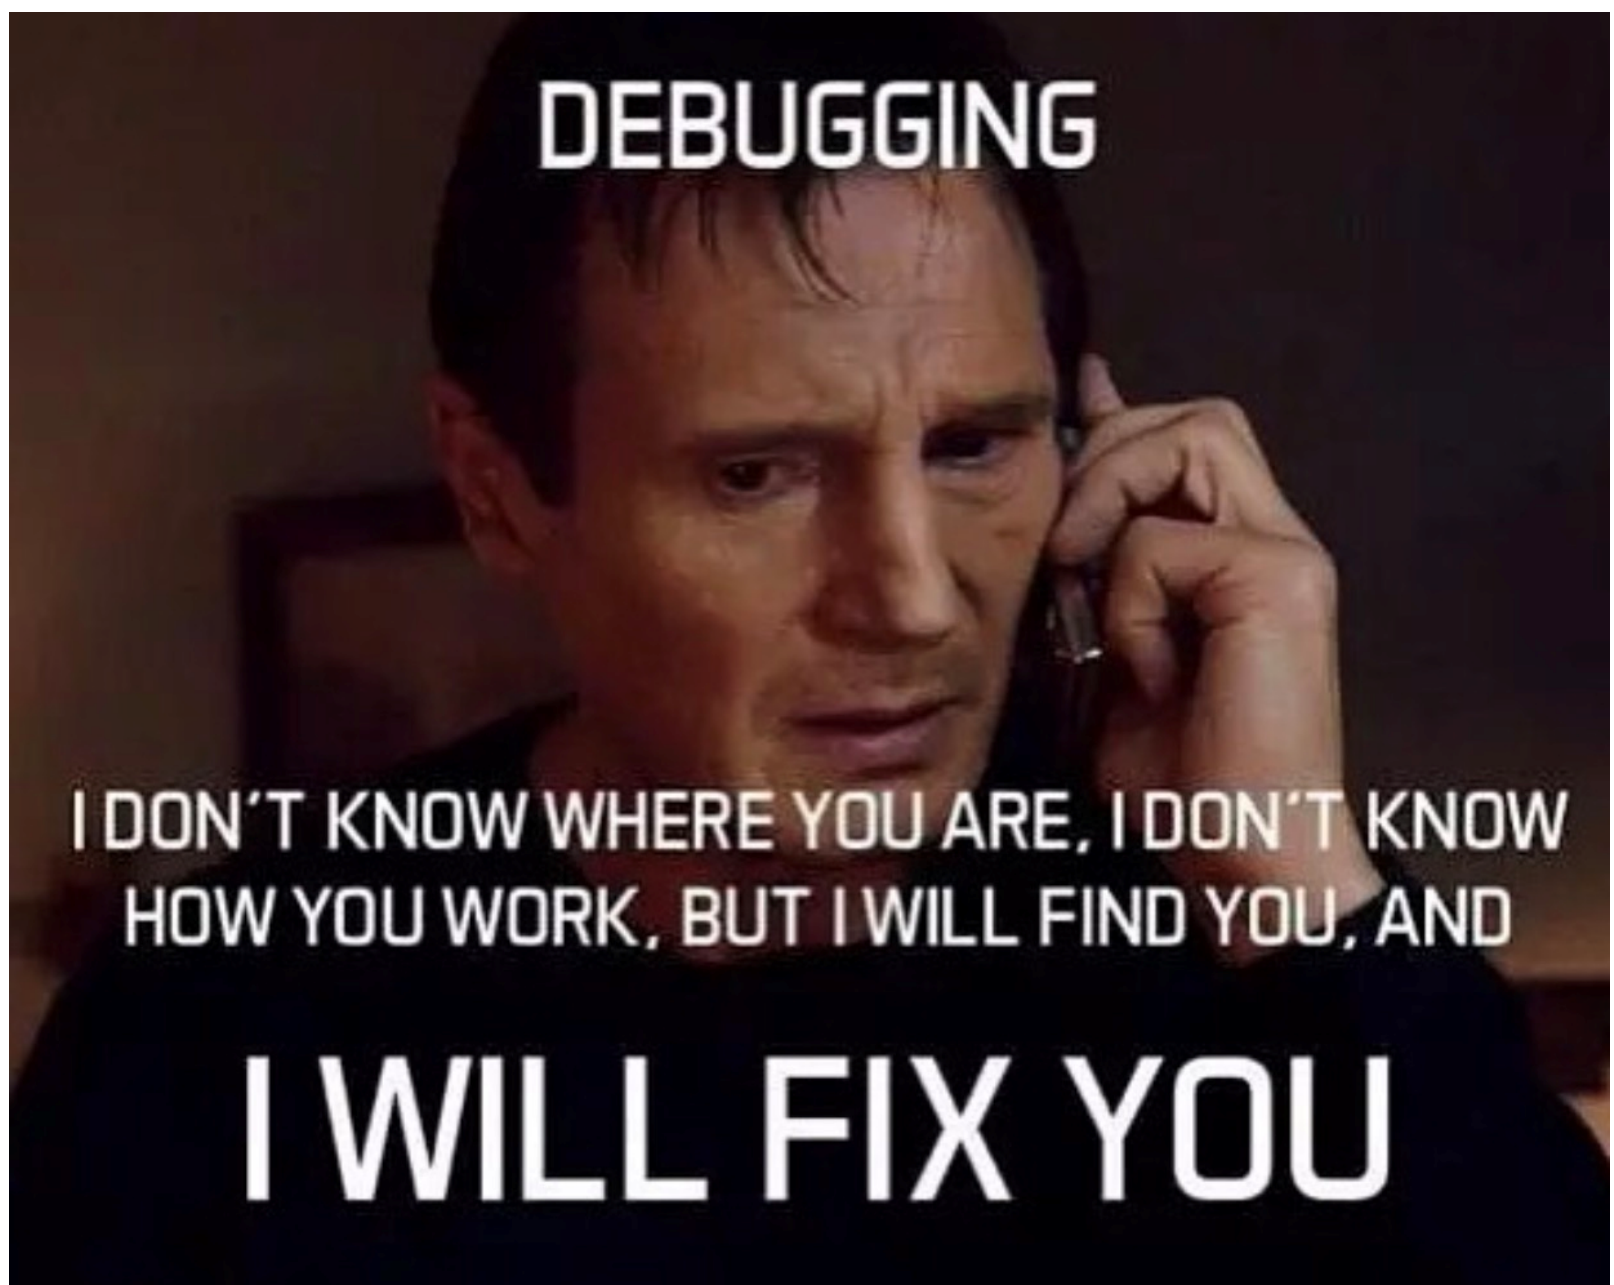 DEBUGGING
I DON'T KNOW WHERE YOU ARE, I DON'T KNOW
HOW YOU WORK, BUT I WILL FIND YOU, AND
I WILL FIX YOU